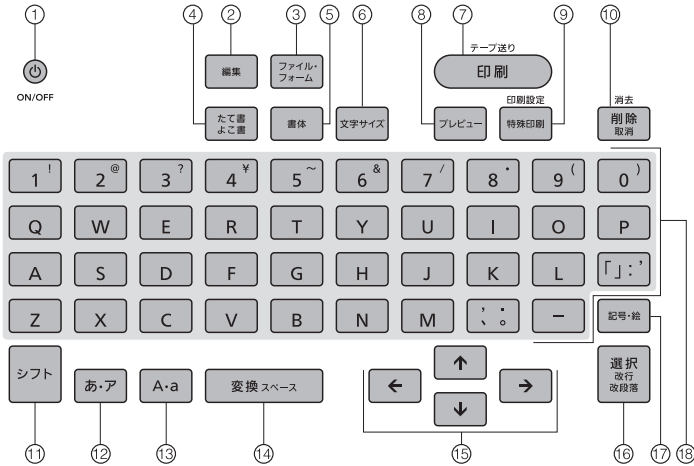 ① ② ③ ④ ⑤ ⑥ ⑦ ⑧ ⑨ ⑩
テープ送り
編集 ファイル・フォーム 印刷
ON/OFF
印刷設定 消去
たて書 よこ書 書体 文字サイズ プレビュー 特殊印刷 削除 取消
1 ! 2 @ 3 ? 4 ¥ 5 ~ 6 & 7 / 8 ・ 9 ( 0 )
Q W E R T Y U I O P
A S D F G H J K L 「」:’
Z X C V B N M ’・、。 ー 記号・絵
シフト あ・ア A・a 変換 スペース ← ↑ ↓ → 選択 改行 改段落
⑪ ⑫ ⑬ ⑭ ⑮ ⑯ ⑰ ⑱